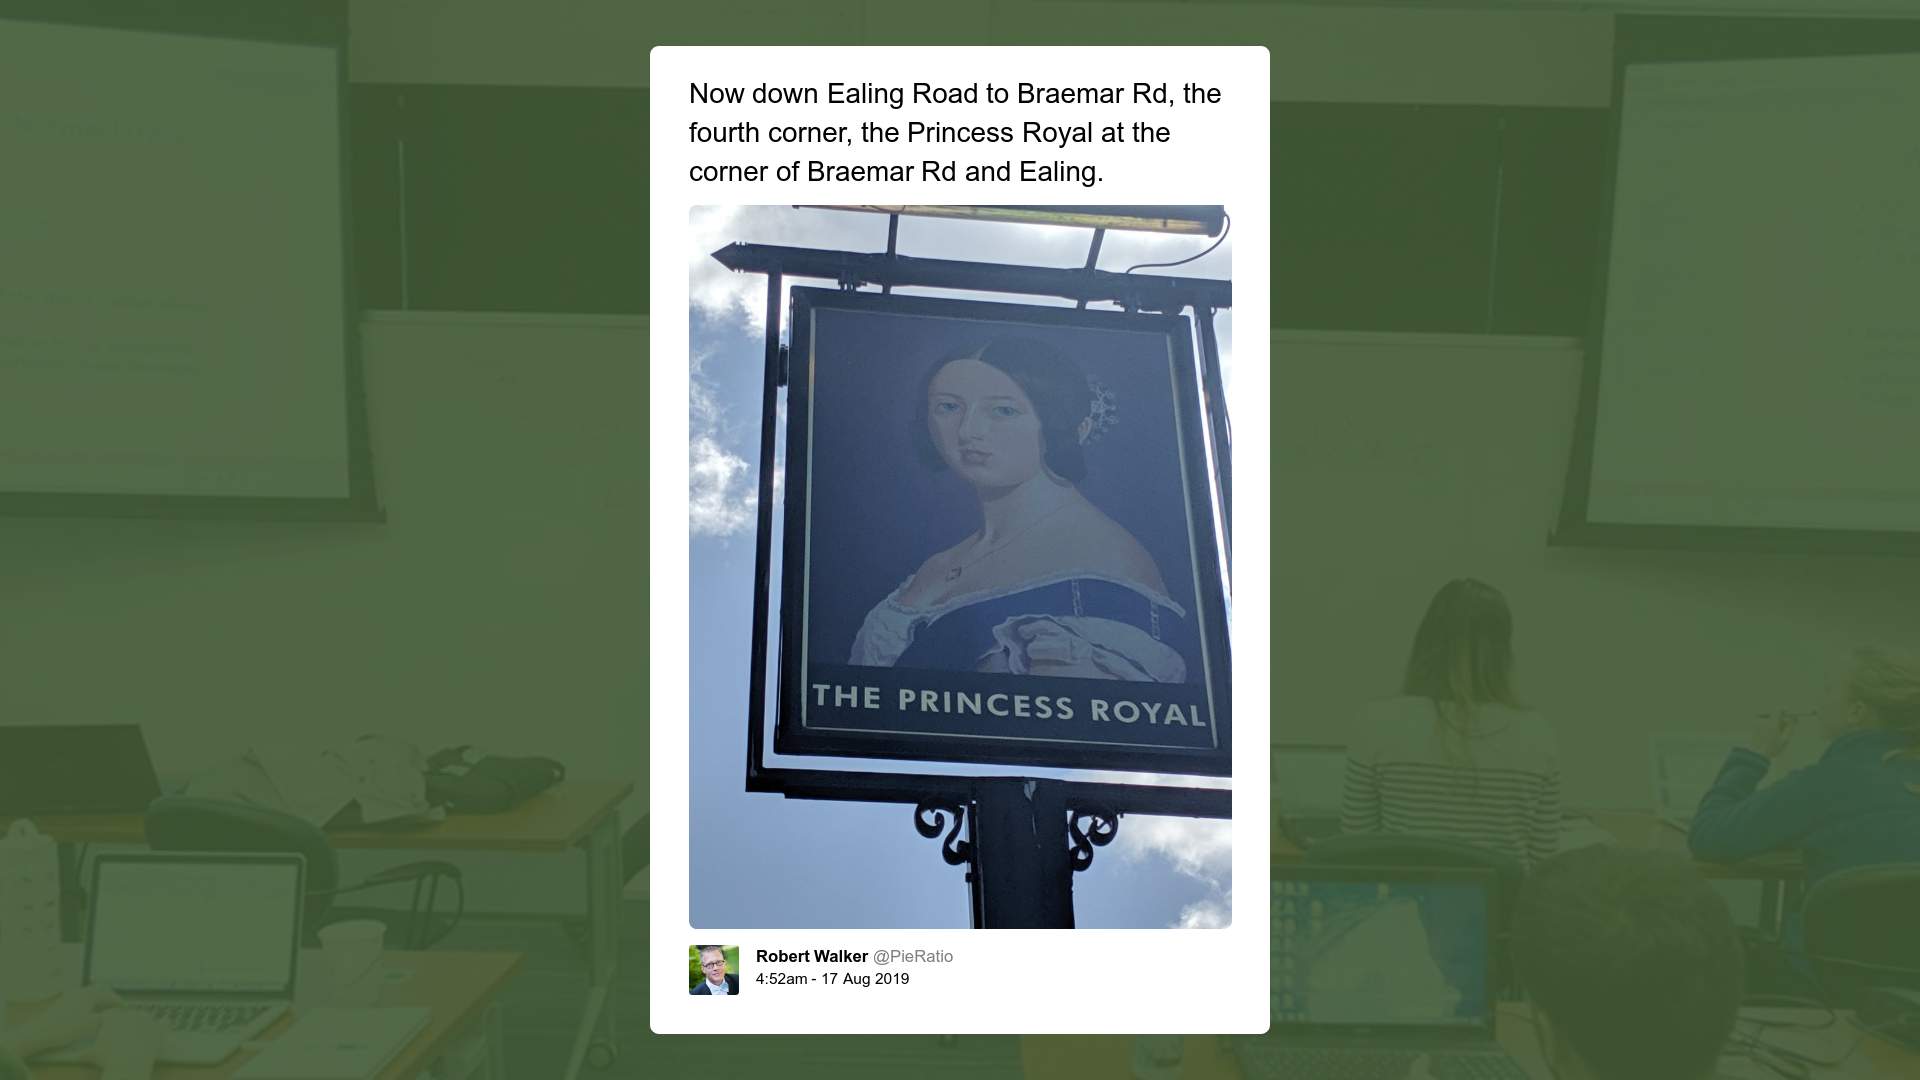 Now down Ealing Road to Braemar Rd, the
fourth corner, the Princess Royal at the
corner of Braemar Rd and Ealing.
THE PRINCESS ROYAL
Robert Walker @PieRatio
4:52am - 17 Aug 2019